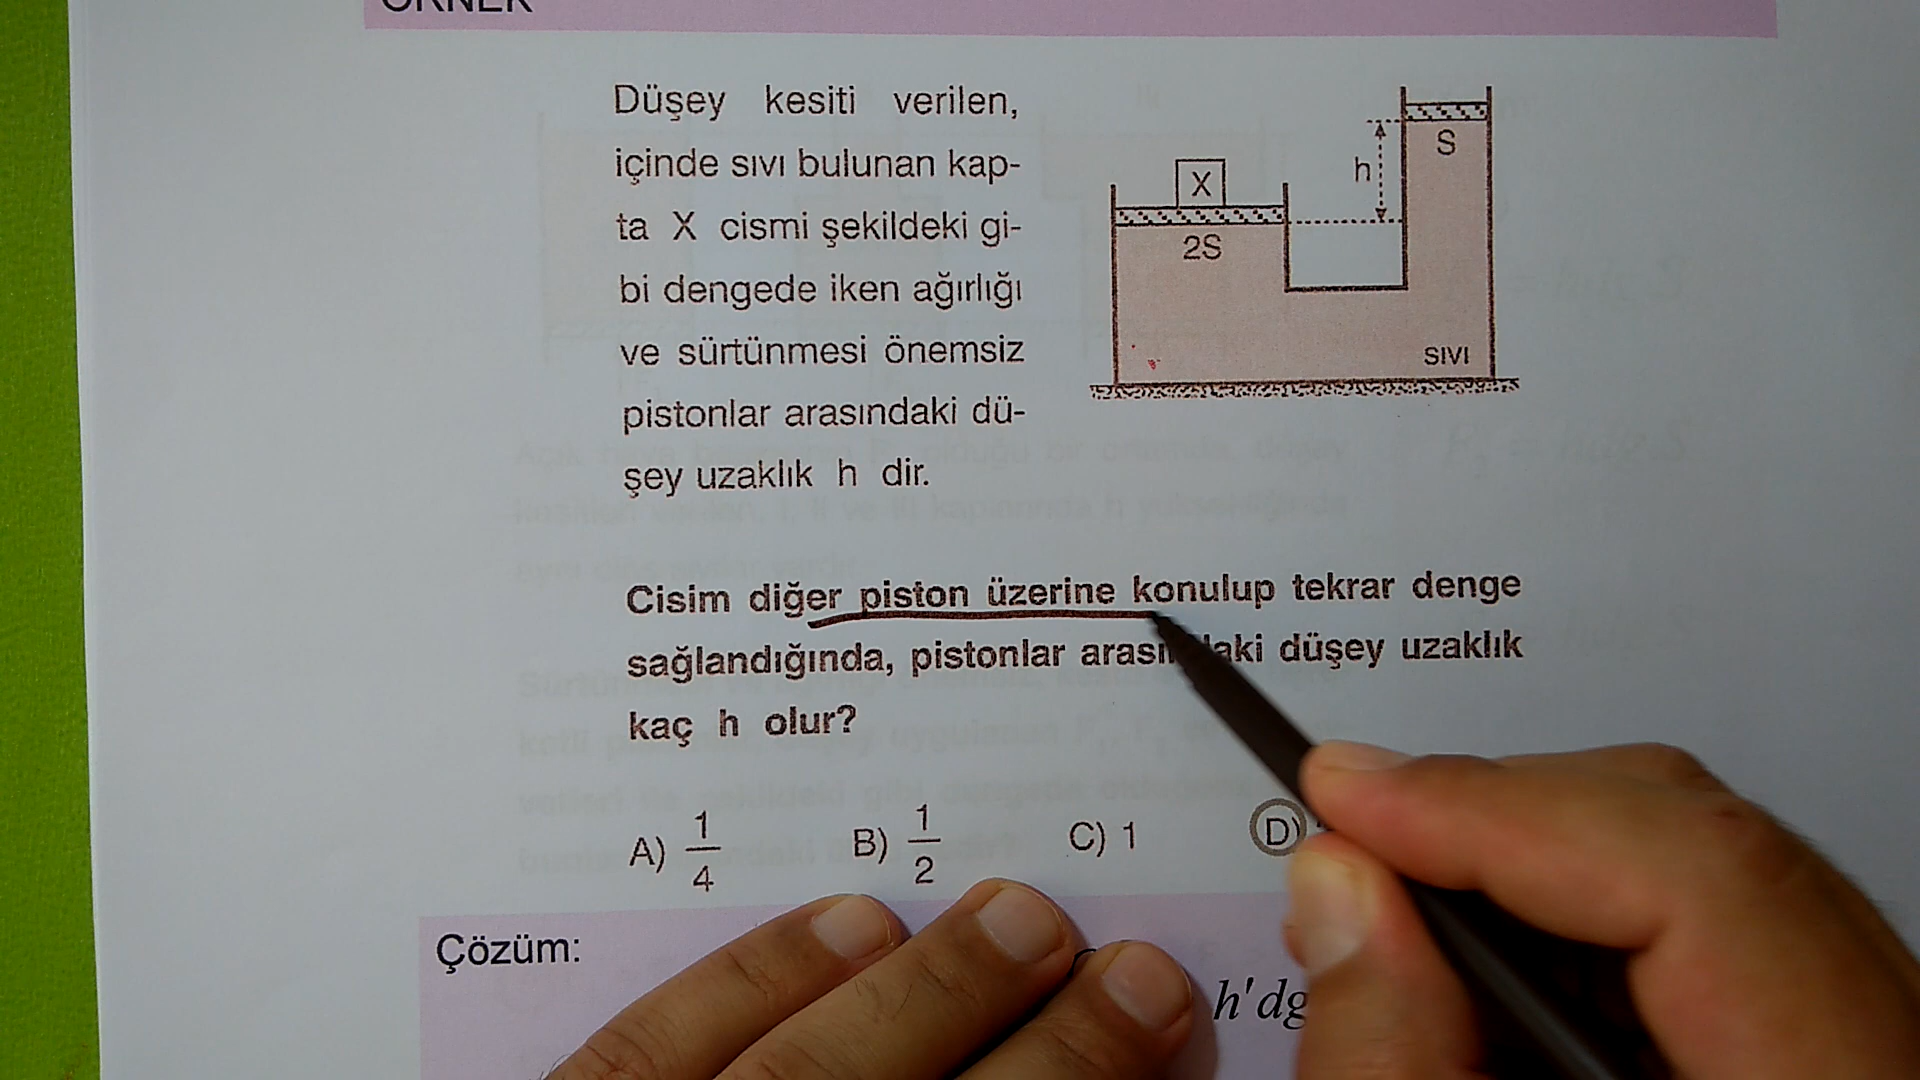 ÖRNEK
Düşey kesiti verilen,
içinde sıvı bulunan kap-
ta X cismi şekildeki gi-
bi dengede iken ağırlığı
ve sürtünmesi önemsiz
pistonlar arasındaki dü-
şey uzaklık h dir.
X
2S
h
S
SIVI
Cisim diğer piston üzerine konulup tekrar denge
sağlandığında, pistonlar düşey uzaklık
kaç h olur?
A) 1/4
B) 1/2
C) 1
D)
Çözüm:
h'dg